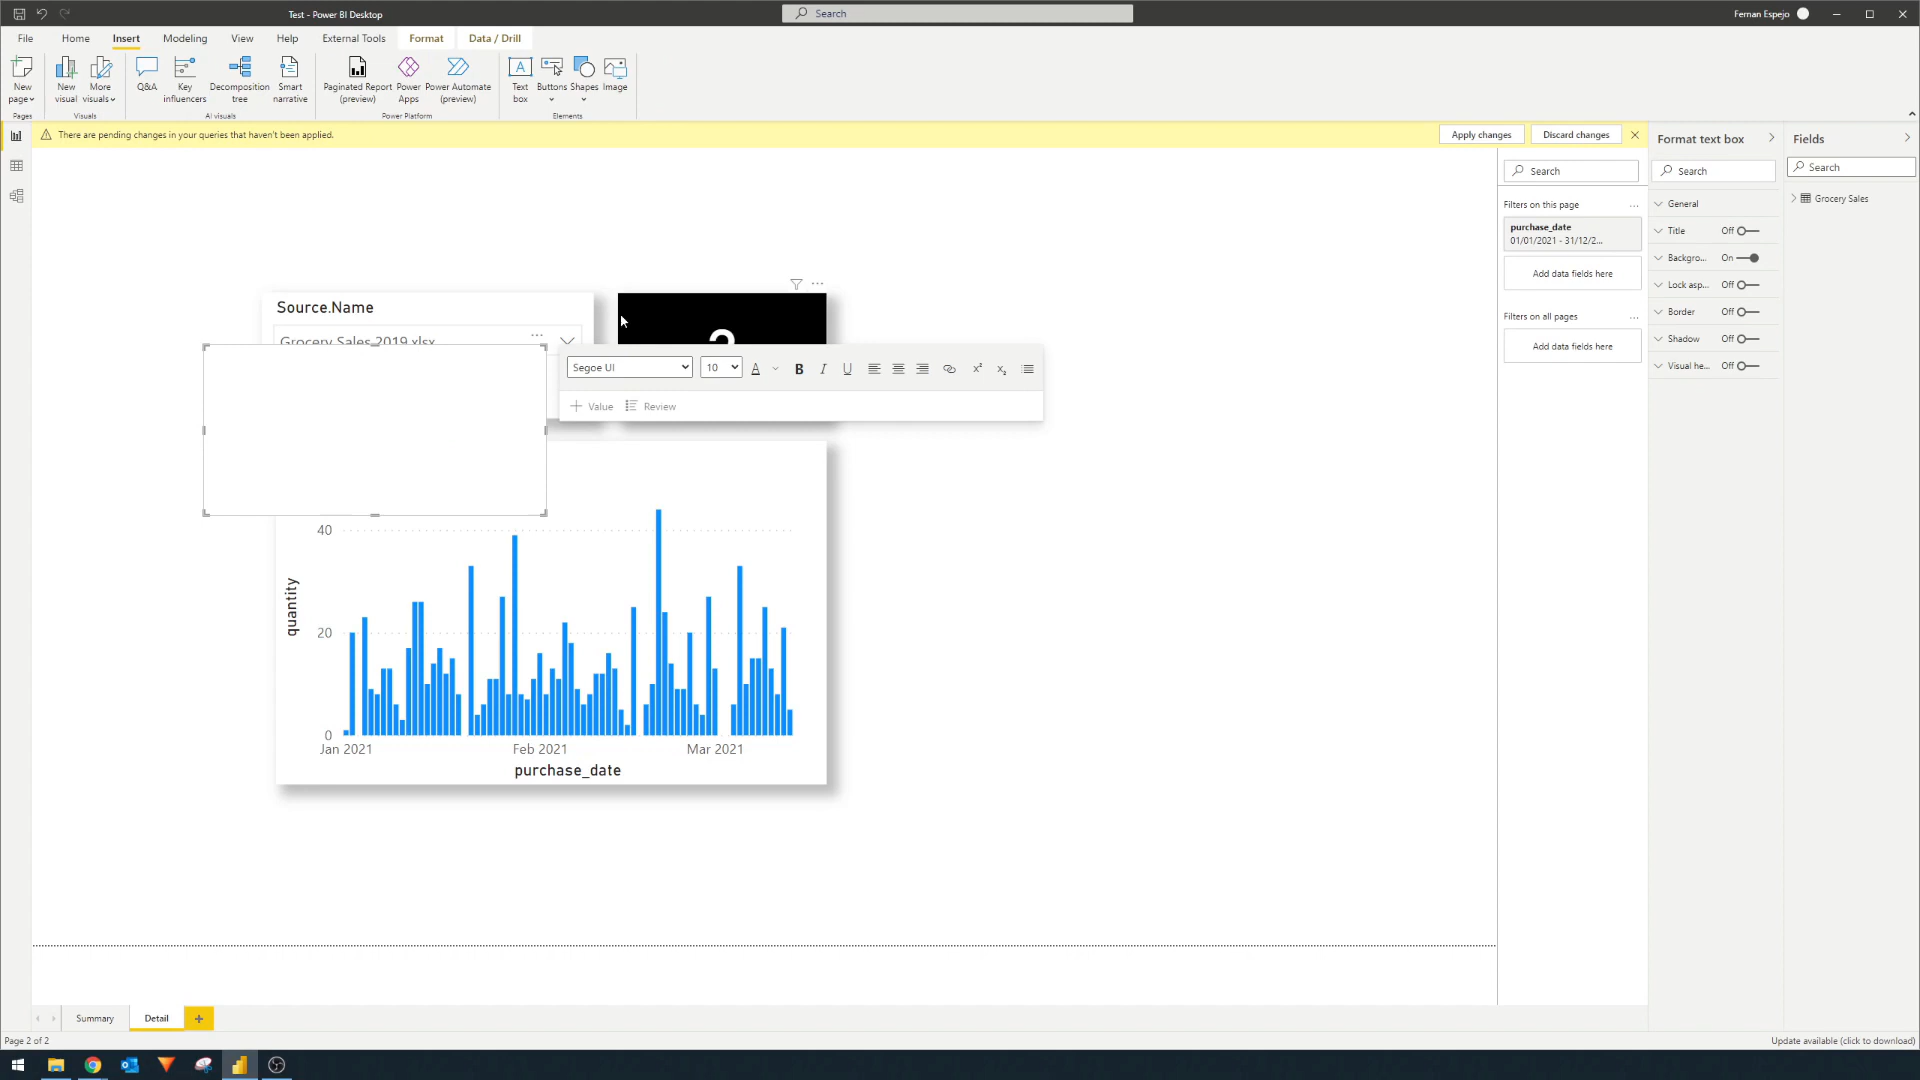 Test - Power BI Desktop
Search
Fernan Espejo
File
Home
Insert
Modeling
View
Help
External Tools
Format
Data / Drill
New page
New visual
More visuals
Q&A
Key influencers
Decomposition tree
Smart narrative
Paginated Report (preview)
Power Apps
Power Automate (preview)
Text box
Buttons
Shapes
Image
Pages
Visuals
AI visuals
Power Platform
Elements
There are pending changes in your queries that haven't been applied.
Apply changes
Discard changes
Format text box
Fields
Search
Search
Search
Filters on this page
purchase_date
01/01/2021 - 31/12/2...
Add data fields here
Filters on all pages
Add data fields here
General
Title Off
Backgro... On
Lock asp... Off
Border Off
Shadow Off
Visual he... Off
Grocery Sales
Source.Name
Grocery Sales 2019.xlsx
Segoe UI
10
A B I U x² x₂
Value
Review
40
20
0
quantity
Jan 2021
Feb 2021
Mar 2021
purchase_date
Summary
Detail
Page 2 of 2
Update available (click to download)